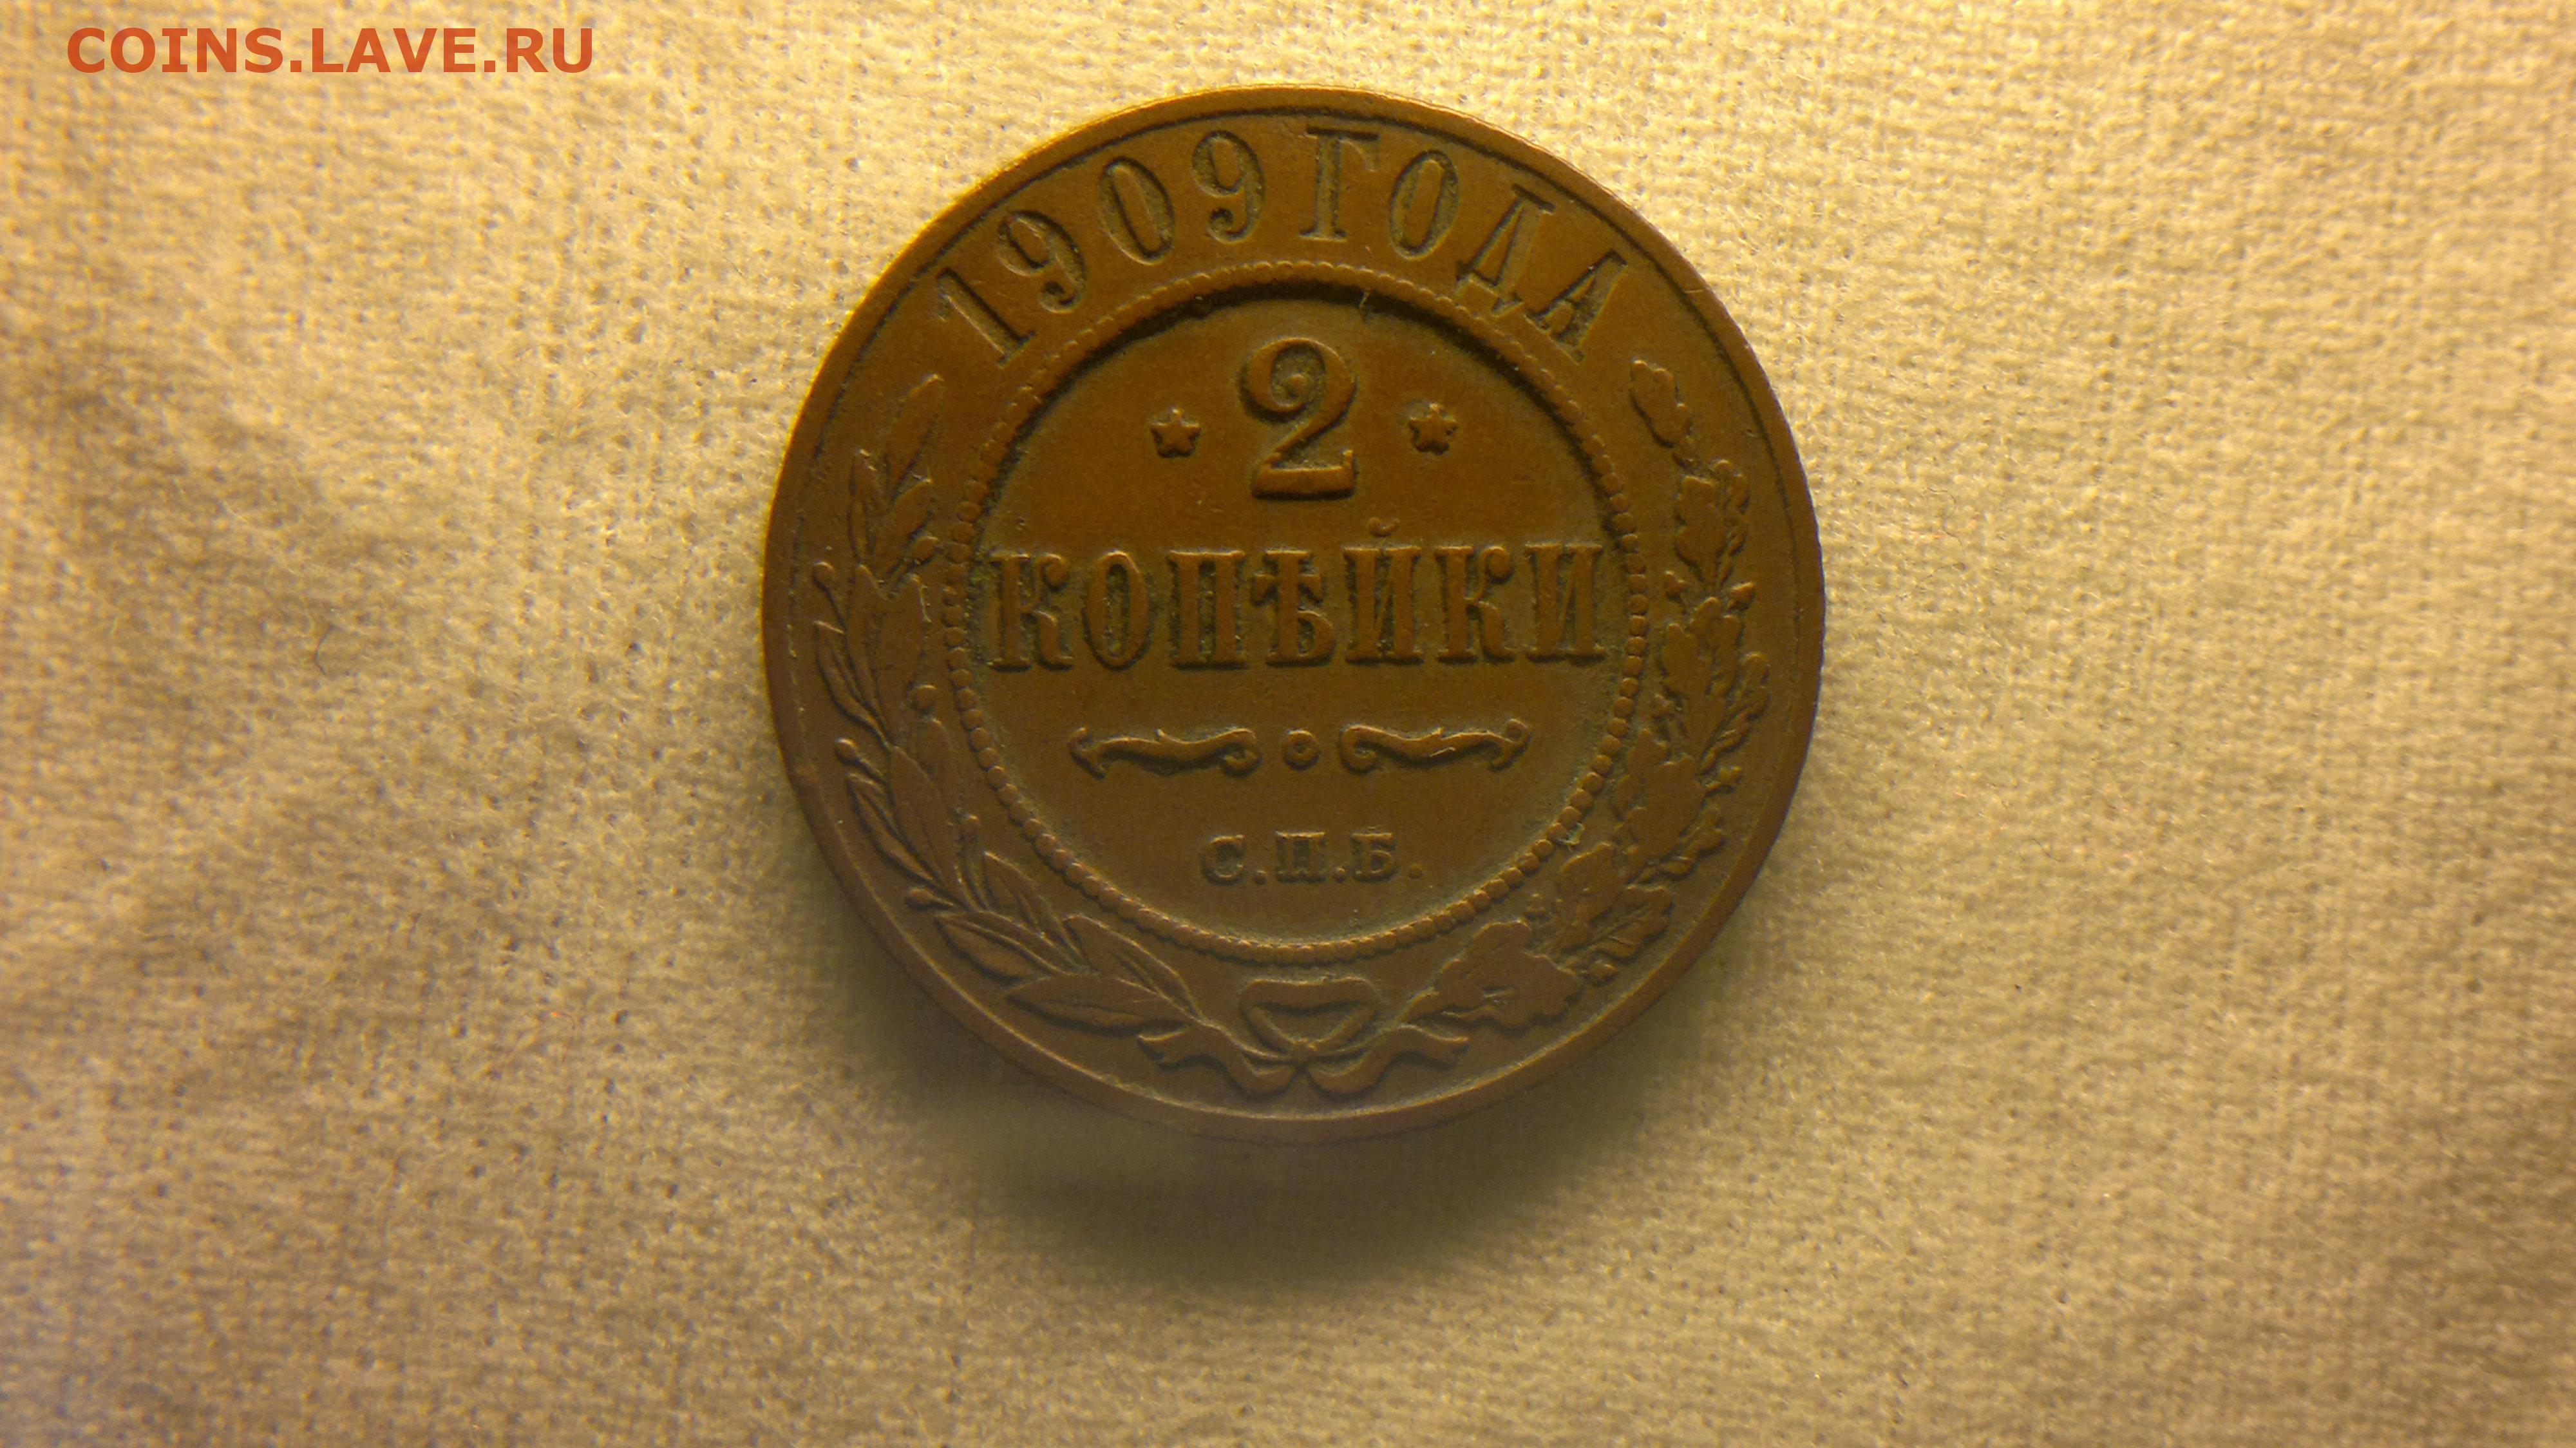 COINS.LAVE.RU
1909 ГОДА
2
КОПѢЙКИ
С.П.Б.